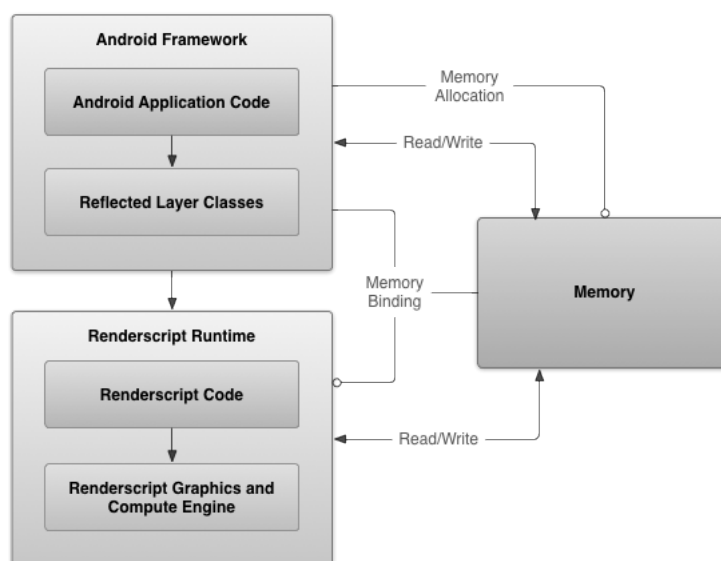 Android Framework
Android Application Code
Reflected Layer Classes
Memory
Allocation
Read/Write
Memory
Binding
Memory
Renderscript Runtime
Renderscript Code
Renderscript Graphics and
Compute Engine
Read/Write